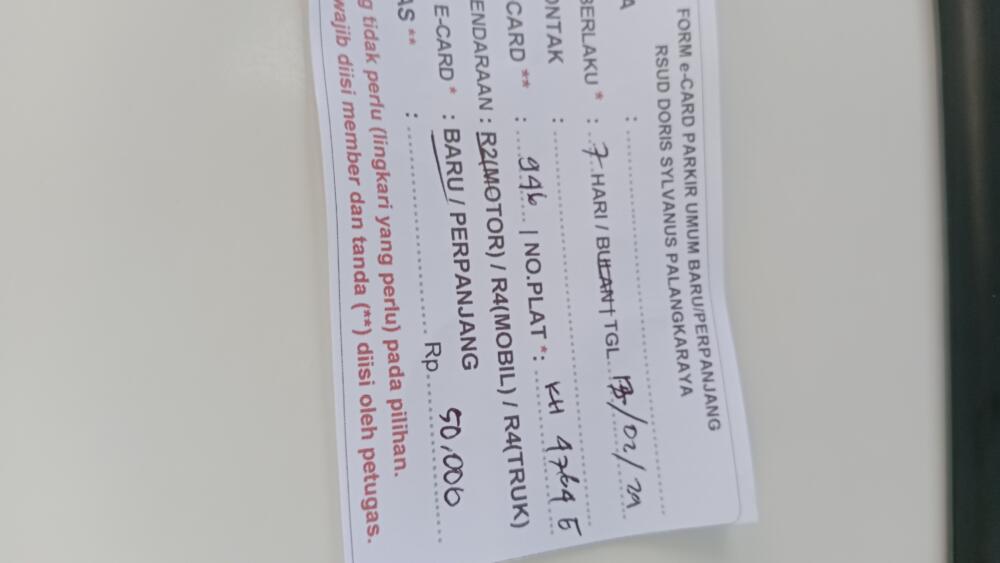 FORM e-CARD PARKIR UMUM BARU/PERPANJANG
RSUD DORIS SYLVANUS PALANGKARAYA
A :
BERLAKU * : 7 HARI / BULAN | TGL. /02/
ONTAK :
CARD ** : 946 | NO.PLAT *: KH 4764 E
ENDARAAN : R2(MOTOR) / R4(MOBIL) / R4(TRUK)
E-CARD * : BARU / PERPANJANG
AS ** : Rp. 50,000
g tidak perlu (lingkari yang perlu) pada pilihan.
wajib diisi member dan tanda (**) diisi oleh petugas.